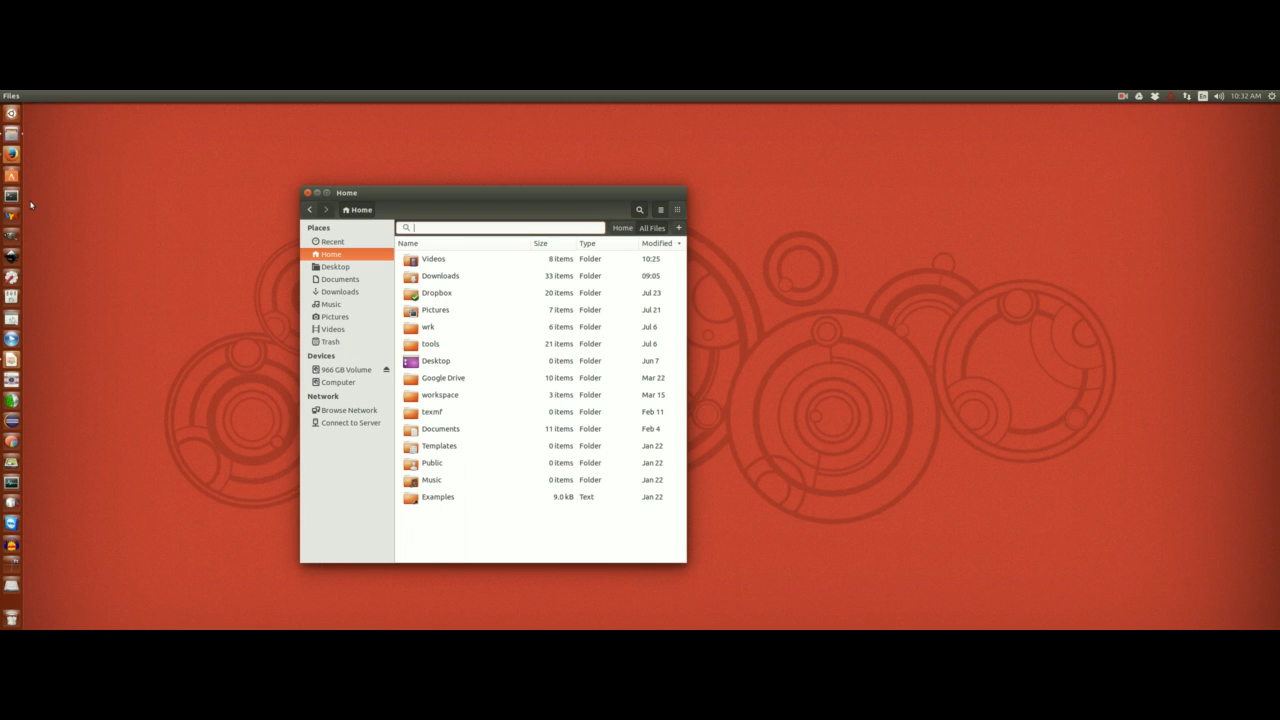 Files
En
10:32 AM
Home
Home
Places
Recent
Home
Desktop
Documents
Downloads
Music
Pictures
Videos
Trash
Devices
966 GB Volume
Computer
Network
Browse Network
Connect to Server
Home All Files +
Name Size Type Modified
Videos 8 items Folder 10:25
Downloads 33 items Folder 09:05
Dropbox 20 items Folder Jul 23
Pictures 7 items Folder Jul 21
wrk 6 items Folder Jul 6
tools 21 items Folder Jul 6
Desktop 0 items Folder Jun 7
Google Drive 10 items Folder Mar 22
workspace 3 items Folder Mar 15
texmf 0 items Folder Feb 11
Documents 11 items Folder Feb 4
Templates 0 items Folder Jan 22
Public 0 items Folder Jan 22
Music 0 items Folder Jan 22
Examples 9.0 kB Text Jan 22